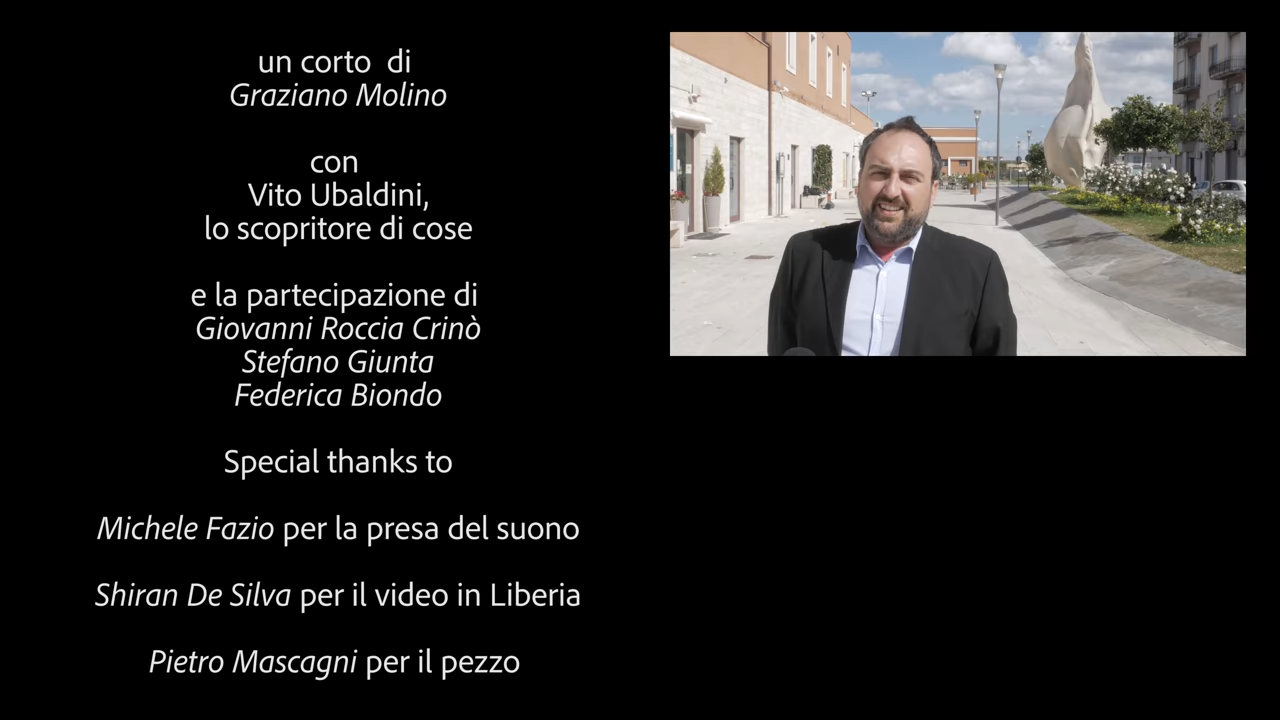 un corto di
Graziano Molino
con
Vito Ubaldini,
lo scopritore di cose
e la partecipazione di
Giovanni Roccia Crinò
Stefano Giunta
Federica Biondo
Special thanks to
Michele Fazio per la presa del suono
Shiran De Silva per il video in Liberia
Pietro Mascagni per il pezzo